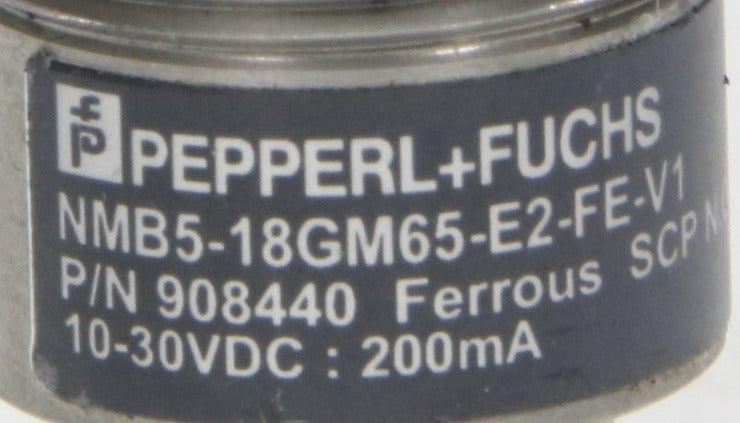 PEPPERL+FUCHS
NMB5-18GM65-E2-FE-V1
P/N 908440 Ferrous SCP N
10-30VDC : 200mA